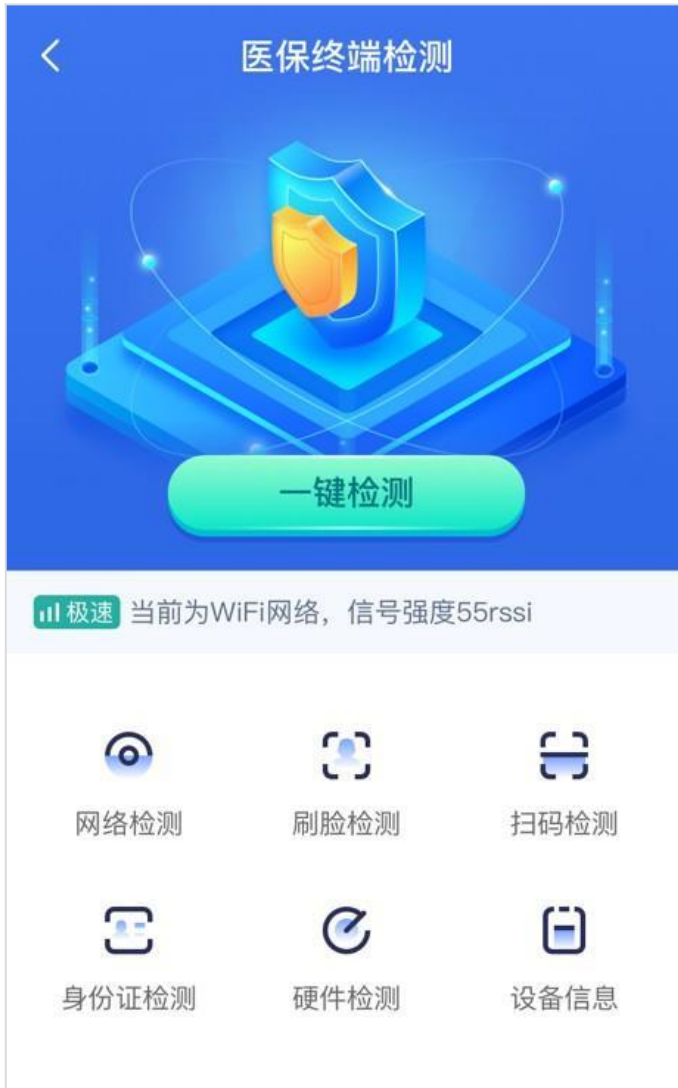 医保终端检测
一键检测
极速 当前为WiFi网络，信号强度55rssi
网络检测 刷脸检测 扫码检测
身份证检测 硬件检测 设备信息